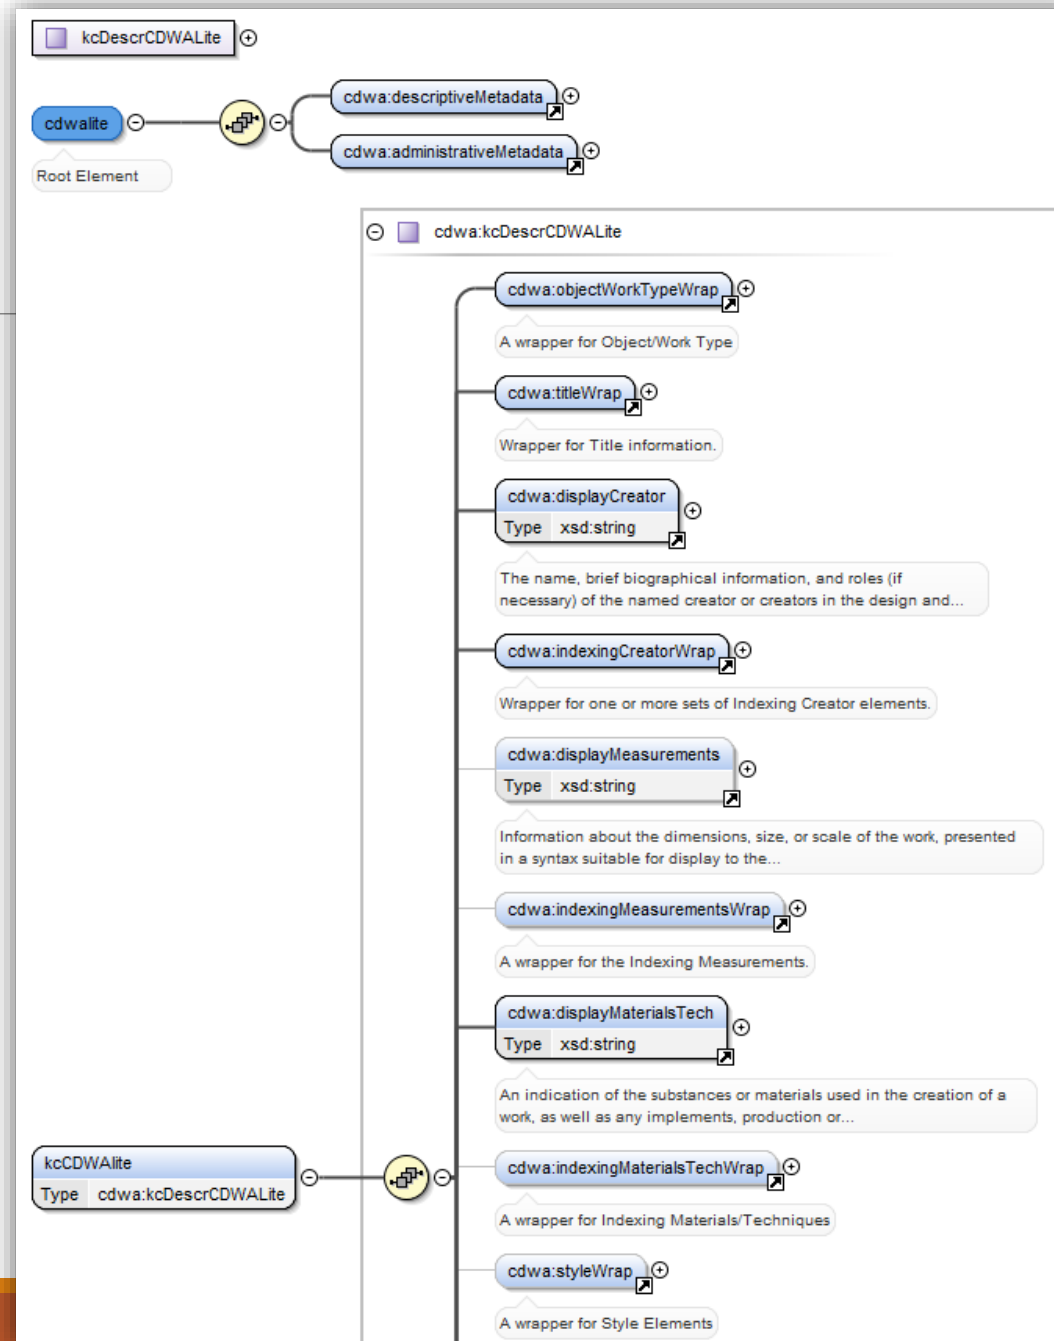 kcDescrCDWALite
cdwa:descriptiveMetadata
cdwalite
cdwa:administrativeMetadata
Root Element
cdwa:kcDescrCDWALite
cdwa:objectWorkTypeWrap
A wrapper for Object/Work Type
cdwa:titleWrap
Wrapper for Title information.
cdwa:displayCreator
Type xsd:string
The name, brief biographical information, and roles (if
necessary) of the named creator or creators in the design and...
cdwa:indexingCreatorWrap
Wrapper for one or more sets of Indexing Creator elements.
cdwa:displayMeasurements
Type xsd:string
Information about the dimensions, size, or scale of the work, presented
in a syntax suitable for display to the...
cdwa:indexingMeasurementsWrap
A wrapper for the Indexing Measurements.
cdwa:displayMaterialsTech
Type xsd:string
An indication of the substances or materials used in the creation of a
work, as well as any implements, production or...
kcCDWAlite
Type cdwa:kcDescrCDWALite
cdwa:indexingMaterialsTechWrap
A wrapper for Indexing Materials/Techniques
cdwa:styleWrap
A wrapper for Style Elements